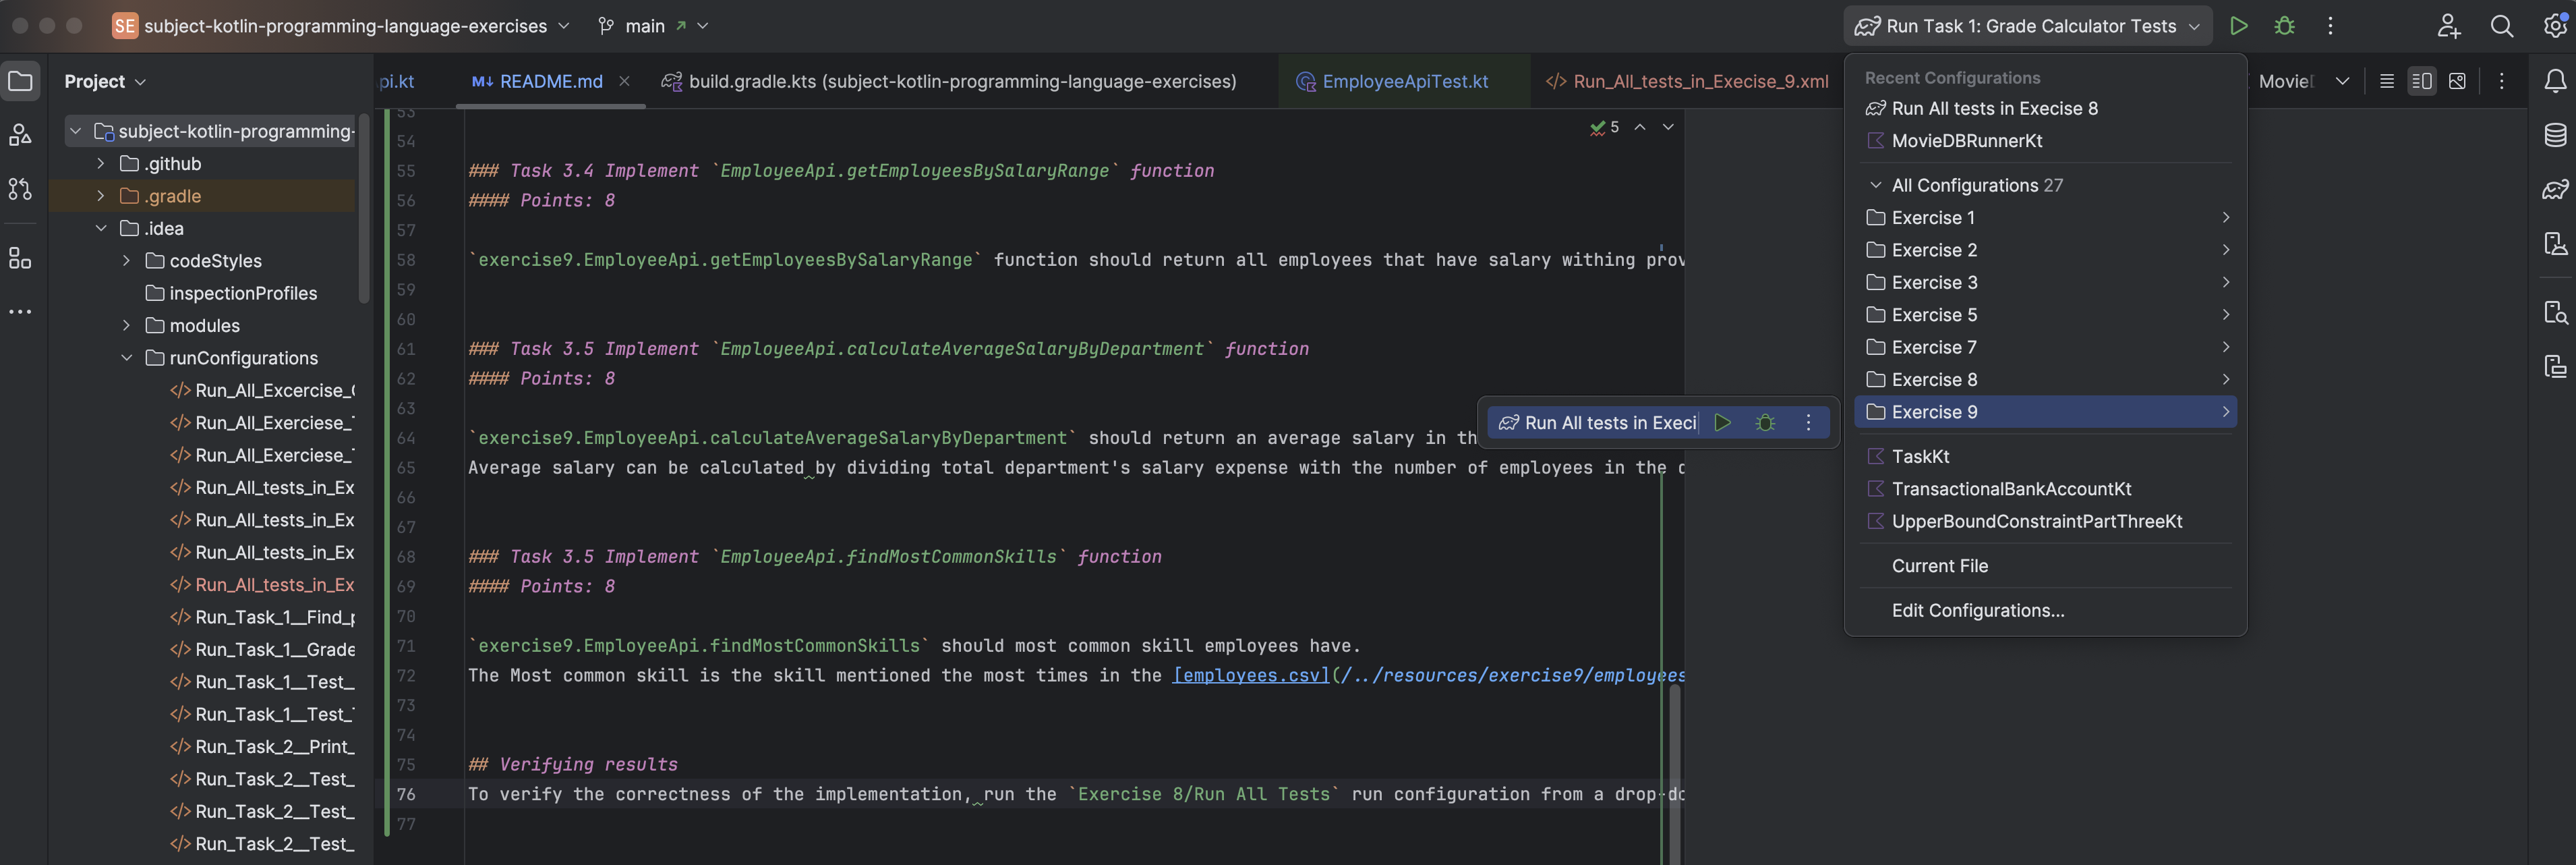 SE subject-kotlin-programming-language-exercises main Run Task 1: Grade Calculator Tests
Project
pi.kt README.md build.gradle.kts (subject-kotlin-programming-language-exercises) EmployeeApiTest.kt Run_All_tests_in_Execise_9.xml
subject-kotlin-programming-
.github
.gradle
.idea
codeStyles
inspectionProfiles
modules
runConfigurations
Run_All_Excercise_
Run_All_Exerciese_
Run_All_Exerciese_
Run_All_tests_in_Ex
Run_All_tests_in_Ex
Run_All_tests_in_Ex
Run_All_tests_in_Ex
Run_Task_1__Find_p
Run_Task_1__Grade
Run_Task_1__Test_
Run_Task_1__Test_
Run_Task_2__Print_
Run_Task_2__Test_
Run_Task_2__Test_
Run_Task_2__Test_
5
53
54
55 ### Task 3.4 Implement `EmployeeApi.getEmployeesBySalaryRange` function
56 #### Points: 8
57
58 `exercise9.EmployeeApi.getEmployeesBySalaryRange` function should return all employees that have salary withing prov
59
60
61 ### Task 3.5 Implement `EmployeeApi.calculateAverageSalaryByDepartment` function
62 #### Points: 8
63
64 `exercise9.EmployeeApi.calculateAverageSalaryByDepartment` should return an average salary in th
65 Average salary can be calculated by dividing total department's salary expense with the number of employees in the d
66
67
68 ### Task 3.5 Implement `EmployeeApi.findMostCommonSkills` function
69 #### Points: 8
70
71 `exercise9.EmployeeApi.findMostCommonSkills` should most common skill employees have.
72 The Most common skill is the skill mentioned the most times in the [employees.csv](/../resources/exercise9/employees
73
74
75 ## Verifying results
76 To verify the correctness of the implementation, run the `Exercise 8/Run All Tests` run configuration from a drop-do
77
Run All tests in Execi
Recent Configurations
Run All tests in Execise 8
MovieDBRunnerKt
All Configurations 27
Exercise 1
Exercise 2
Exercise 3
Exercise 5
Exercise 7
Exercise 8
Exercise 9
TaskKt
TransactionalBankAccountKt
UpperBoundConstraintPartThreeKt
Current File
Edit Configurations...
Movie